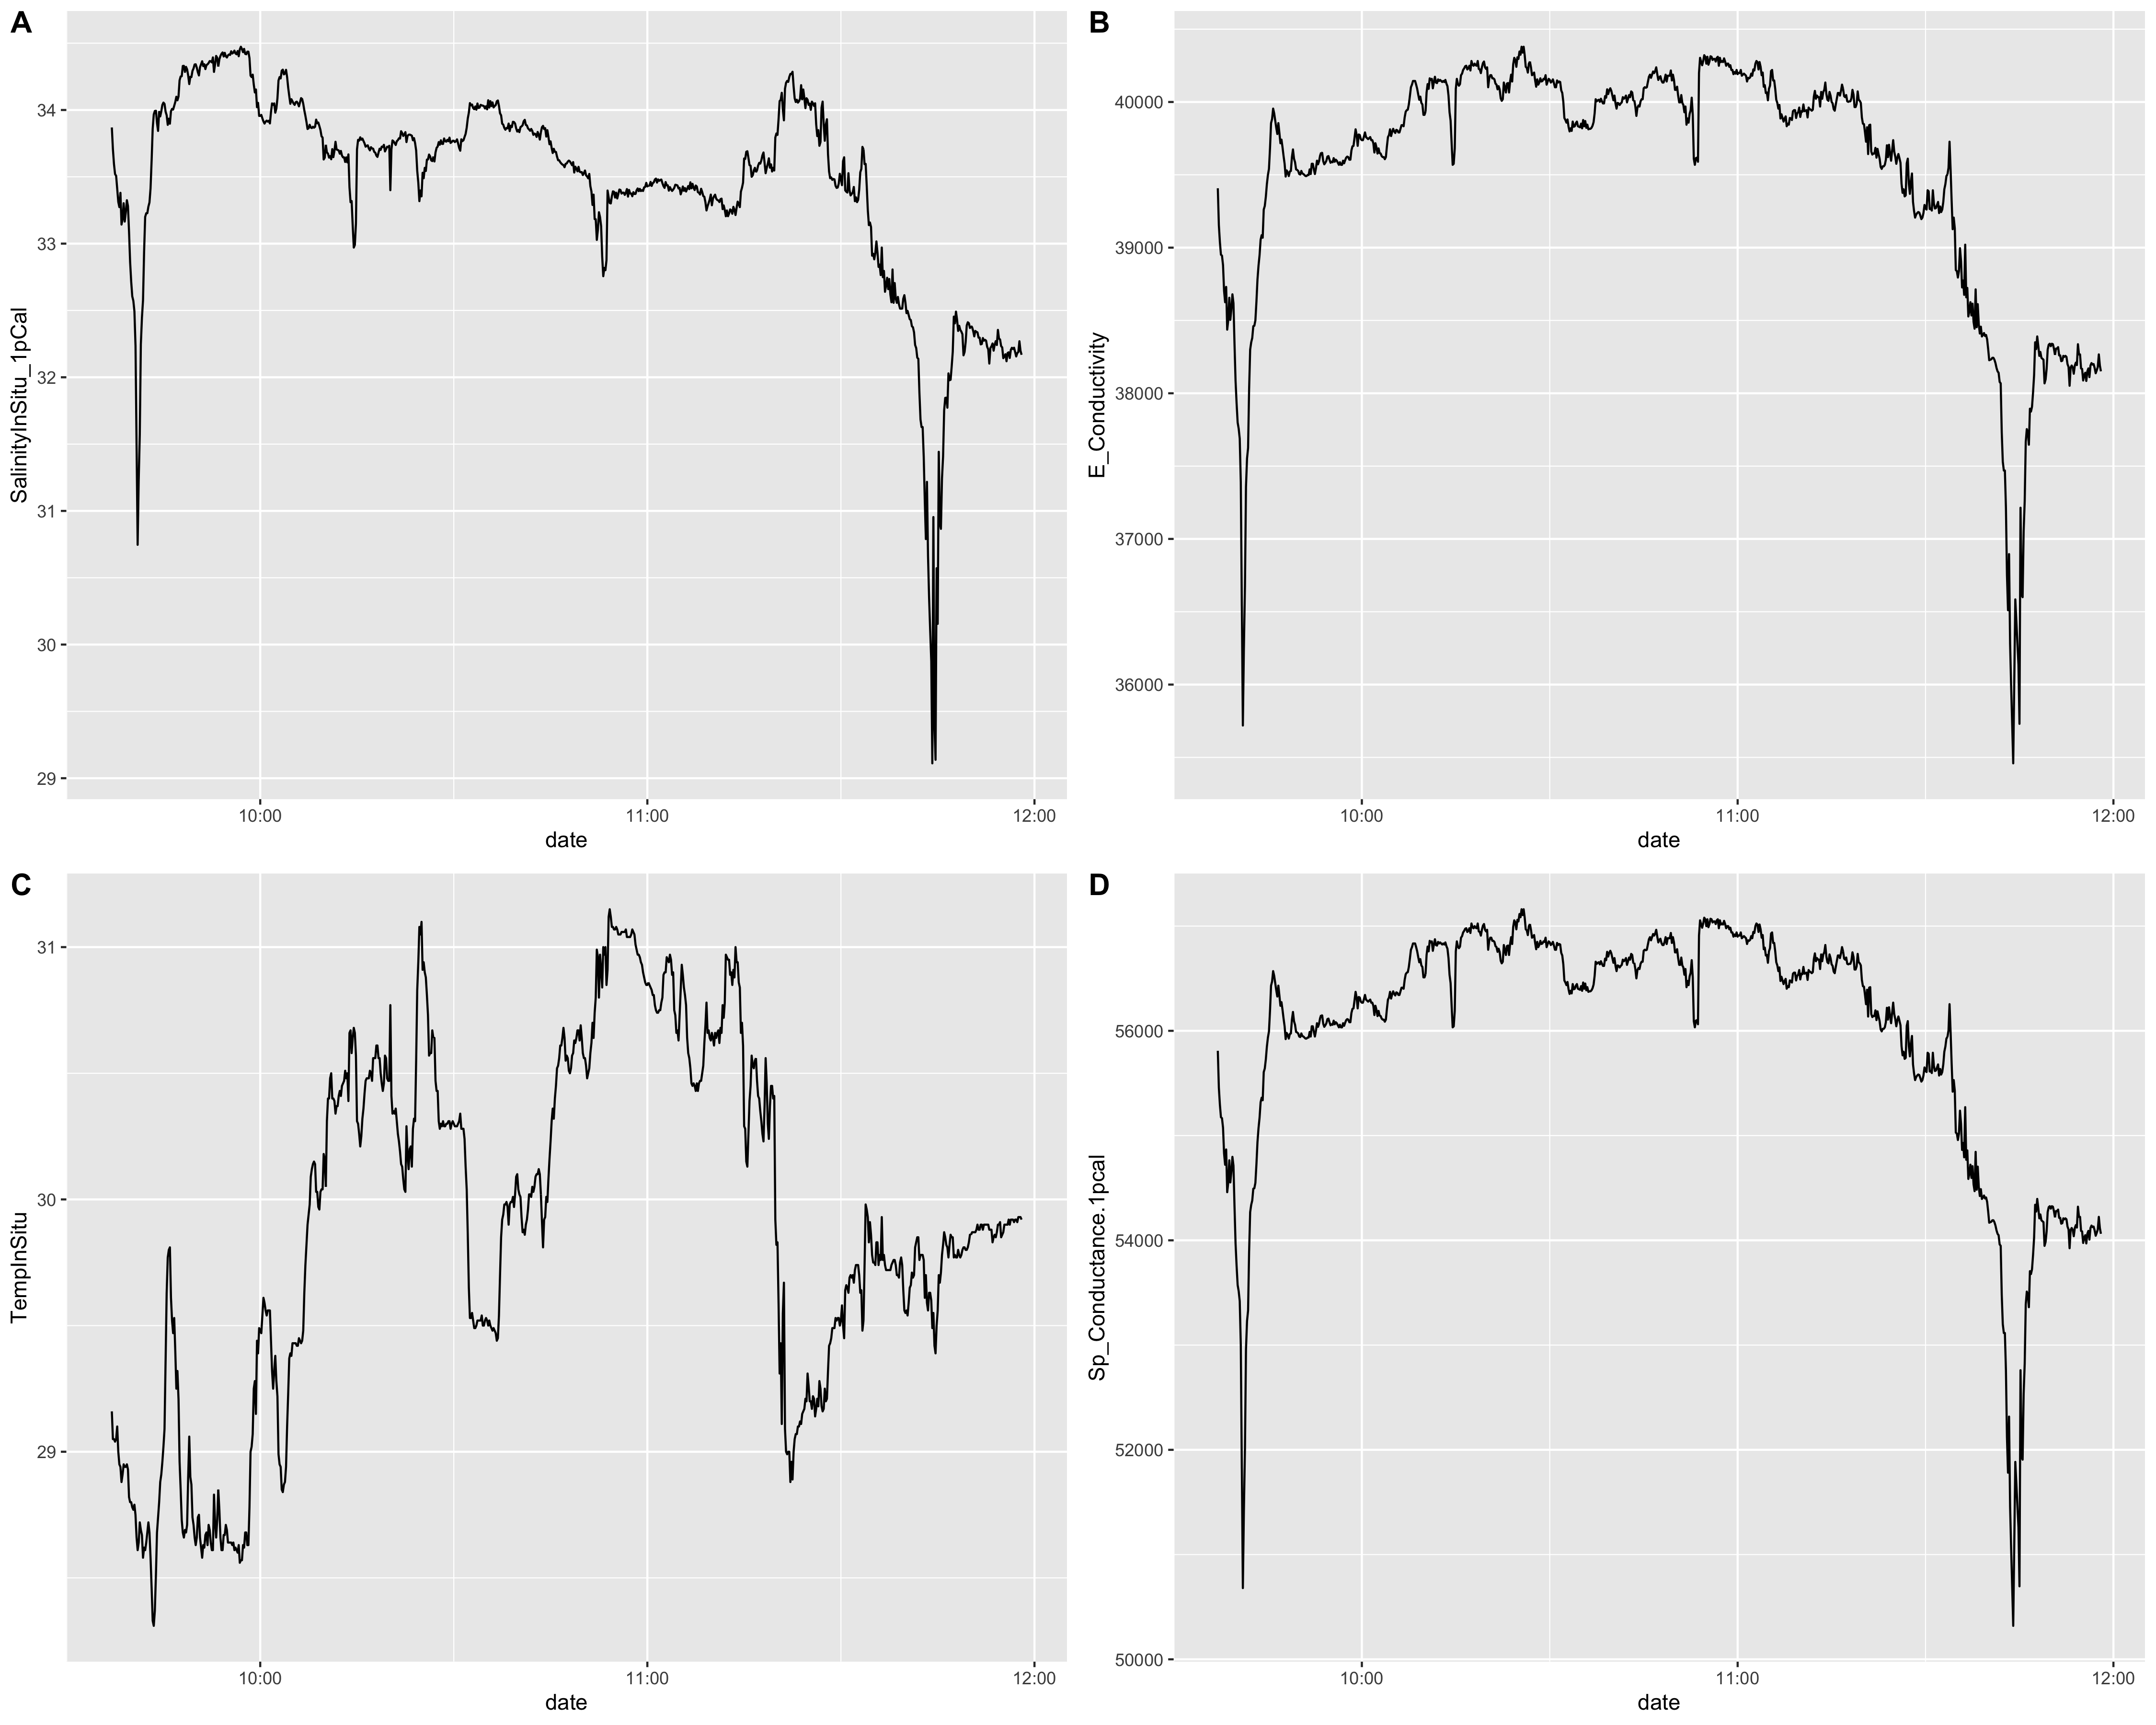 A
SalinityInSitu_1pCal
34
33
32
31
30
29
10:00 11:00 12:00
date
B
E_Conductivity
40000
39000
38000
37000
36000
10:00 11:00 12:00
date
C
TempInSitu
31
30
29
10:00 11:00 12:00
date
D
Sp_Conductance.1pcal
56000
54000
52000
50000
10:00 11:00 12:00
date